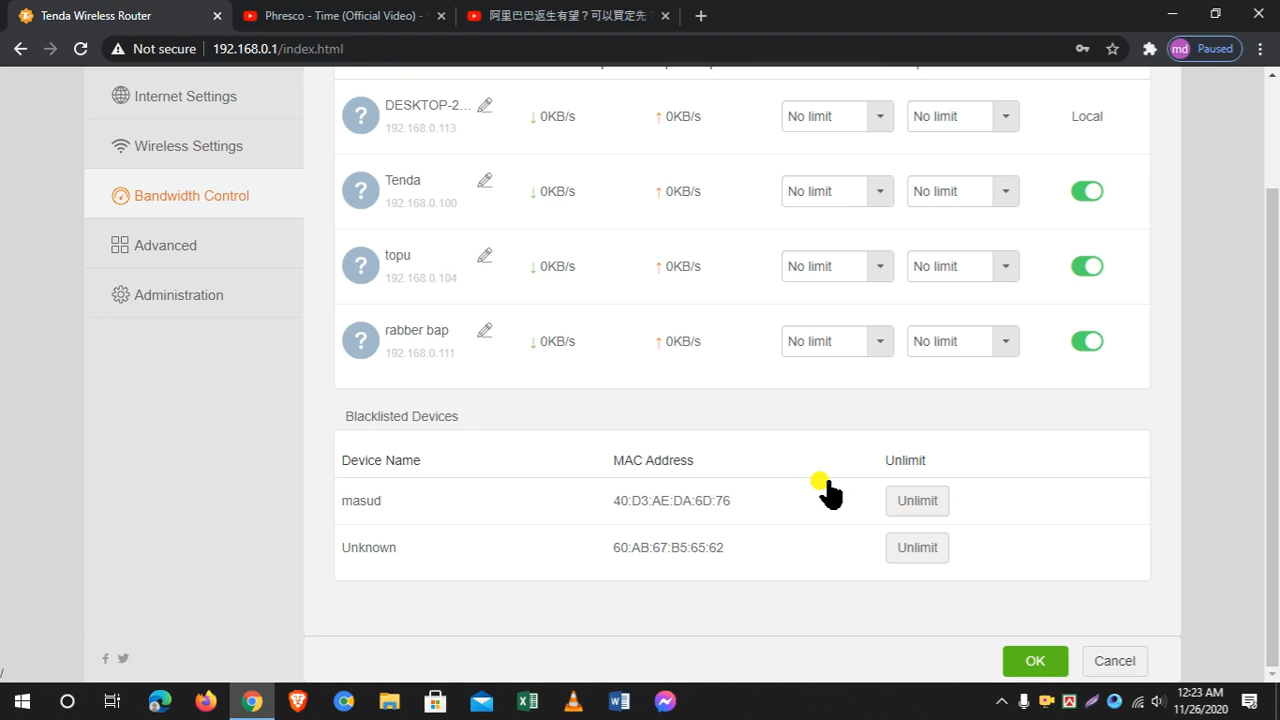 Tenda Wireless Router
Phresco - Time (Official Video) -
阿里巴巴返生有望？可以買定先
Not secure
192.168.0.1/index.html
md
Paused
Internet Settings
Wireless Settings
Bandwidth Control
Advanced
Administration
DESKTOP-2...
192.168.0.113
↓ 0KB/s
↑ 0KB/s
No limit
No limit
Local
Tenda
192.168.0.100
↓ 0KB/s
↑ 0KB/s
No limit
No limit
topu
192.168.0.104
↓ 0KB/s
↑ 0KB/s
No limit
No limit
rabber bap
192.168.0.111
↓ 0KB/s
↑ 0KB/s
No limit
No limit
Blacklisted Devices
Device Name
MAC Address
Unlimit
masud
40:D3:AE:DA:6D:76
Unlimit
Unknown
60:AB:67:B5:65:62
Unlimit
OK
Cancel
12:23 AM
11/26/2020